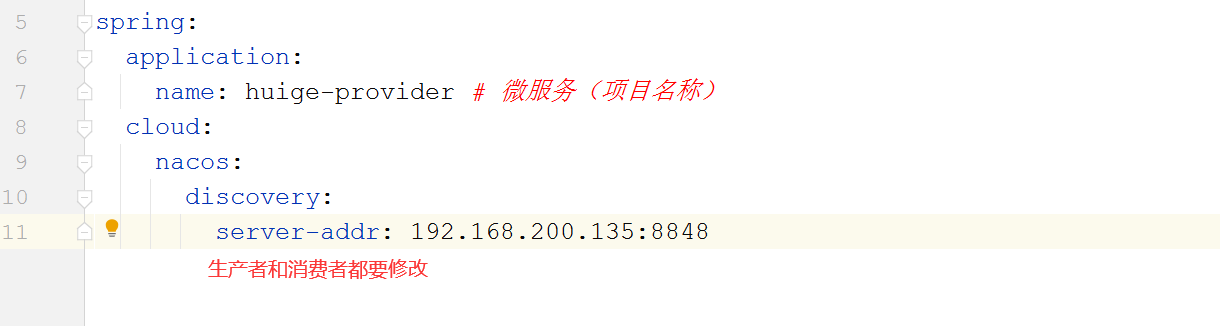 5 spring:
6   application:
7     name: huige-provider # 微服务（项目名称）
8   cloud:
9     nacos:
10       discovery:
11         server-addr: 192.168.200.135:8848
生产者和消费者都要修改